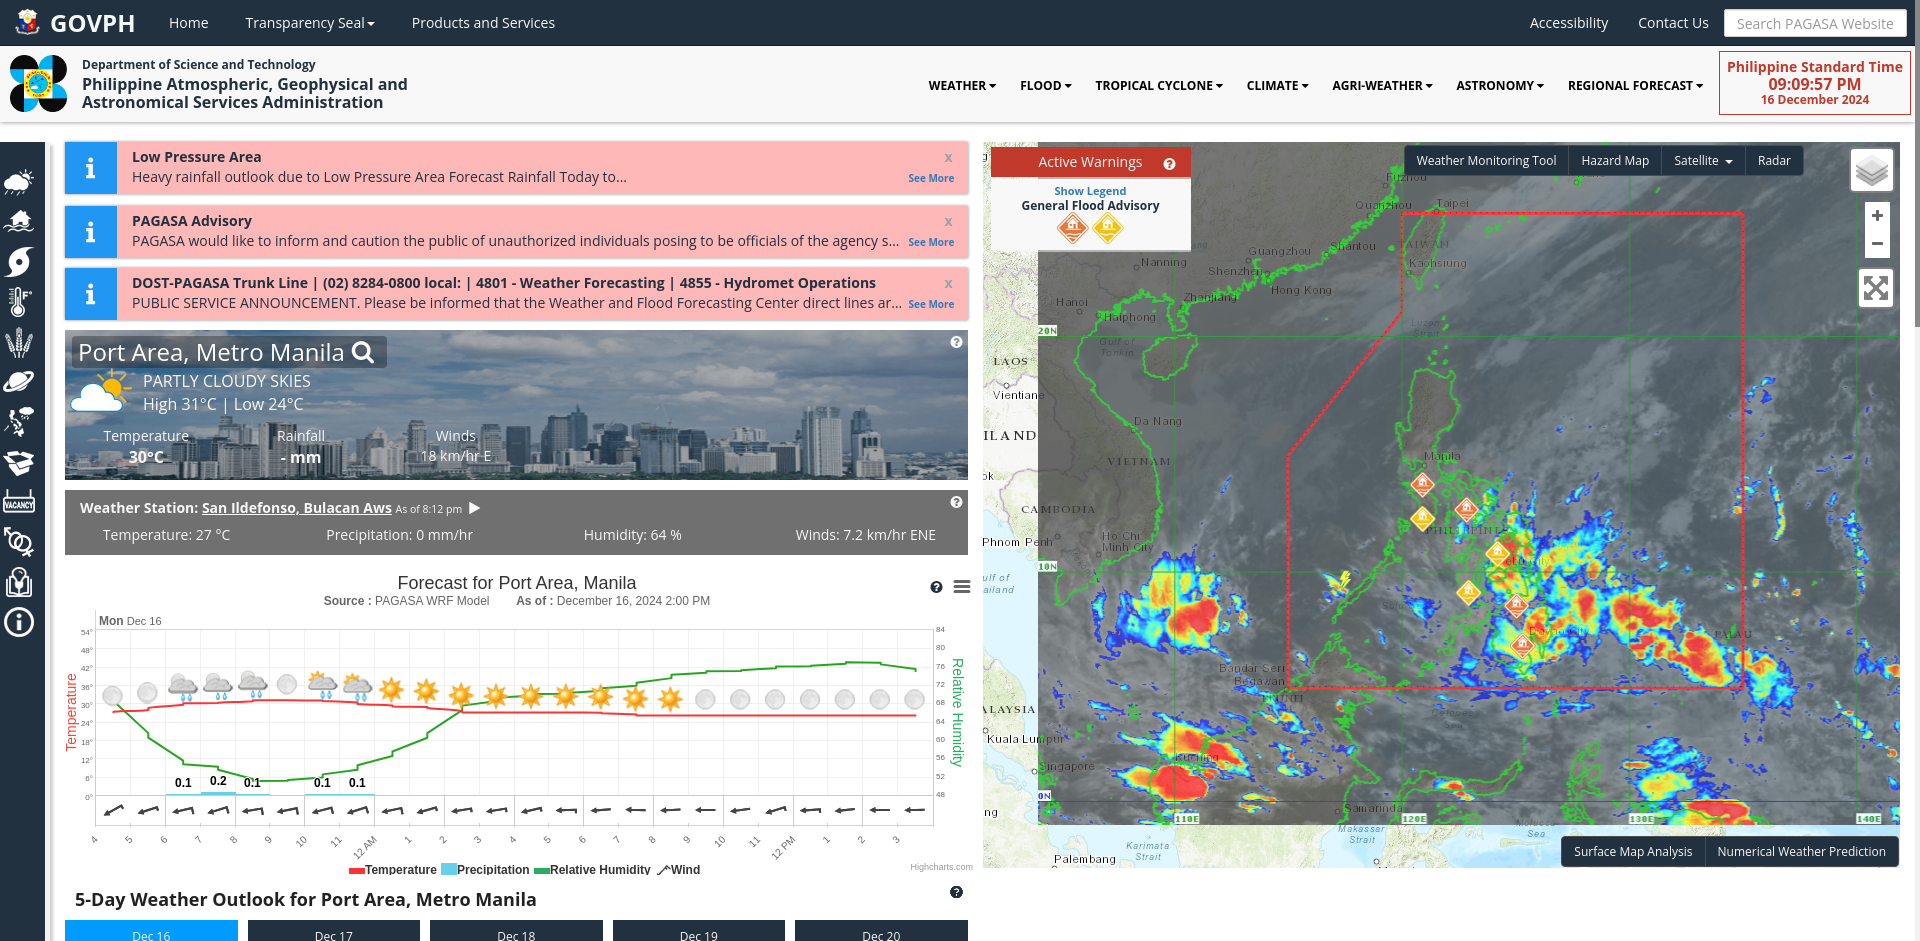 GOVPH
Home
Transparency Seal
Products and Services
Accessibility
Contact Us
Search PAGASA Website
Department of Science and Technology
Philippine Atmospheric, Geophysical and
Astronomical Services Administration
WEATHER
FLOOD
TROPICAL CYCLONE
CLIMATE
AGRI-WEATHER
ASTRONOMY
REGIONAL FORECAST
Philippine Standard Time
09:09:57 PM
16 December 2024
Low Pressure Area
x
Heavy rainfall outlook due to Low Pressure Area Forecast Rainfall Today to...
See More
PAGASA Advisory
x
PAGASA would like to inform and caution the public of unauthorized individuals posing to be officials of the agency s...
See More
DOST-PAGASA Trunk Line | (02) 8284-0800 local: | 4801 - Weather Forecasting | 4855 - Hydromet Operations
x
PUBLIC SERVICE ANNOUNCEMENT. Please be informed that the Weather and Flood Forecasting Center direct lines ar...
See More
Port Area, Metro Manila
PARTLY CLOUDY SKIES
High 31°C | Low 24°C
Temperature
Rainfall
Winds
30°C
- mm
18 km/hr E
VACANCY
Weather Station: San Ildefonso, Bulacan Aws As of 8:12 pm
Temperature: 27 °C
Precipitation: 0 mm/hr
Humidity: 64 %
Winds: 7.2 km/hr ENE
Forecast for Port Area, Manila
Source : PAGASA WRF Model
As of : December 16, 2024 2:00 PM
Mon Dec 16
Temperature
54°
48°
42°
36°
30°
24°
18°
12°
6°
0°
84
80
76
72
68
64
60
56
52
48
Relative Humidity
0.1
0.2
0.1
0.1
0.1
4
5
6
7
8
9
10
11
12 AM
1
2
3
4
5
6
7
8
9
10
11
12 PM
1
2
3
Temperature
Precipitation
Relative Humidity
Wind
Highcharts.com
5-Day Weather Outlook for Port Area, Metro Manila
Dec 16
Dec 17
Dec 18
Dec 19
Dec 20
Active Warnings
Show Legend
General Flood Advisory
Weather Monitoring Tool
Hazard Map
Satellite
Radar
+
−
Fuzhou
Quanzhou
Taipei
Guangzhou
Shantou
TAIWAN
Nanning
Shenzhen
Kaohsiung
Hanoi
Zhanjiang
Hong Kong
Haiphong
20N
Luzon
Strait
Gulf of
Tonkin
LAOS
Vientiane
Da Nang
ILAND
VIETNAM
Manila
ok
CAMBODIA
PHILIPPINES
Phnom Penh
Ho Chi
Minh City
10N
ulf of
ailand
Sulu
PALAU
Bandar Seri
Begawan
BRUNEI
ALAYSIA
Celebes
Kuala Lumpur
Kuching
Singapore
0N
ng
Samarinda
110E
120E
130E
140E
Makassar
Strait
Molucca
Sea
Karimata
Strait
Palembang
Surface Map Analysis
Numerical Weather Prediction